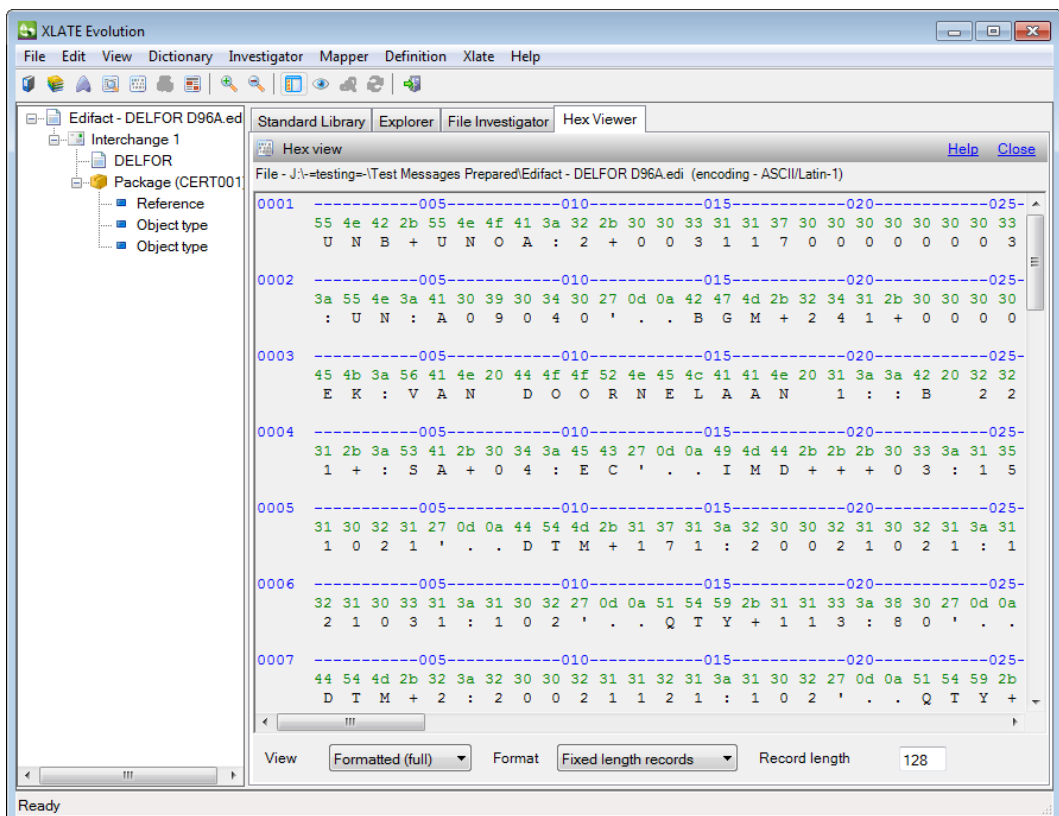 XLATE Evolution
File Edit View Dictionary Investigator Mapper Definition Xlate Help
Edifact - DELFOR D96A.ed
Interchange 1
DELFOR
Package (CERT001
Reference
Object type
Object type
Standard Library Explorer File Investigator Hex Viewer
Hex view Help Close
File - J:\-=testing=-\Test Messages Prepared\Edifact - DELFOR D96A.edi (encoding - ASCII/Latin-1)
0001 -----------005------------010------------015------------020------------025-
55 4e 42 2b 55 4e 4f 41 3a 32 2b 30 30 33 31 31 37 30 30 30 30 30 30 30 33
U N B + U N O A : 2 + 0 0 3 1 1 7 0 0 0 0 0 0 0 3
0002 -----------005------------010------------015------------020------------025-
3a 55 4e 3a 41 30 39 30 34 30 27 0d 0a 42 47 4d 2b 32 34 31 2b 30 30 30 30
: U N : A 0 9 0 4 0 ' . . B G M + 2 4 1 + 0 0 0 0
0003 -----------005------------010------------015------------020------------025-
45 4b 3a 56 41 4e 20 44 4f 4f 52 4e 45 4c 41 41 4e 20 31 3a 3a 42 20 32 32
E K : V A N D O O R N E L A A N 1 : : B 2 2
0004 -----------005------------010------------015------------020------------025-
31 2b 3a 53 41 2b 30 34 3a 45 43 27 0d 0a 49 4d 44 2b 2b 2b 30 33 3a 31 35
1 + : S A + 0 4 : E C ' . . I M D + + + 0 3 : 1 5
0005 -----------005------------010------------015------------020------------025-
31 30 32 31 27 0d 0a 44 54 4d 2b 31 37 31 3a 32 30 30 32 31 30 32 31 3a 31
1 0 2 1 ' . . D T M + 1 7 1 : 2 0 0 2 1 0 2 1 : 1
0006 -----------005------------010------------015------------020------------025-
32 31 30 33 31 3a 31 30 32 27 0d 0a 51 54 59 2b 31 31 33 3a 38 30 27 0d 0a
2 1 0 3 1 : 1 0 2 ' . . Q T Y + 1 1 3 : 8 0 ' . .
0007 -----------005------------010------------015------------020------------025-
44 54 4d 2b 32 3a 32 30 30 32 31 31 32 31 3a 31 30 32 27 0d 0a 51 54 59 2b
D T M + 2 : 2 0 0 2 1 1 2 1 : 1 0 2 ' . . Q T Y +
View Formatted (full) Format Fixed length records Record length 128
Ready